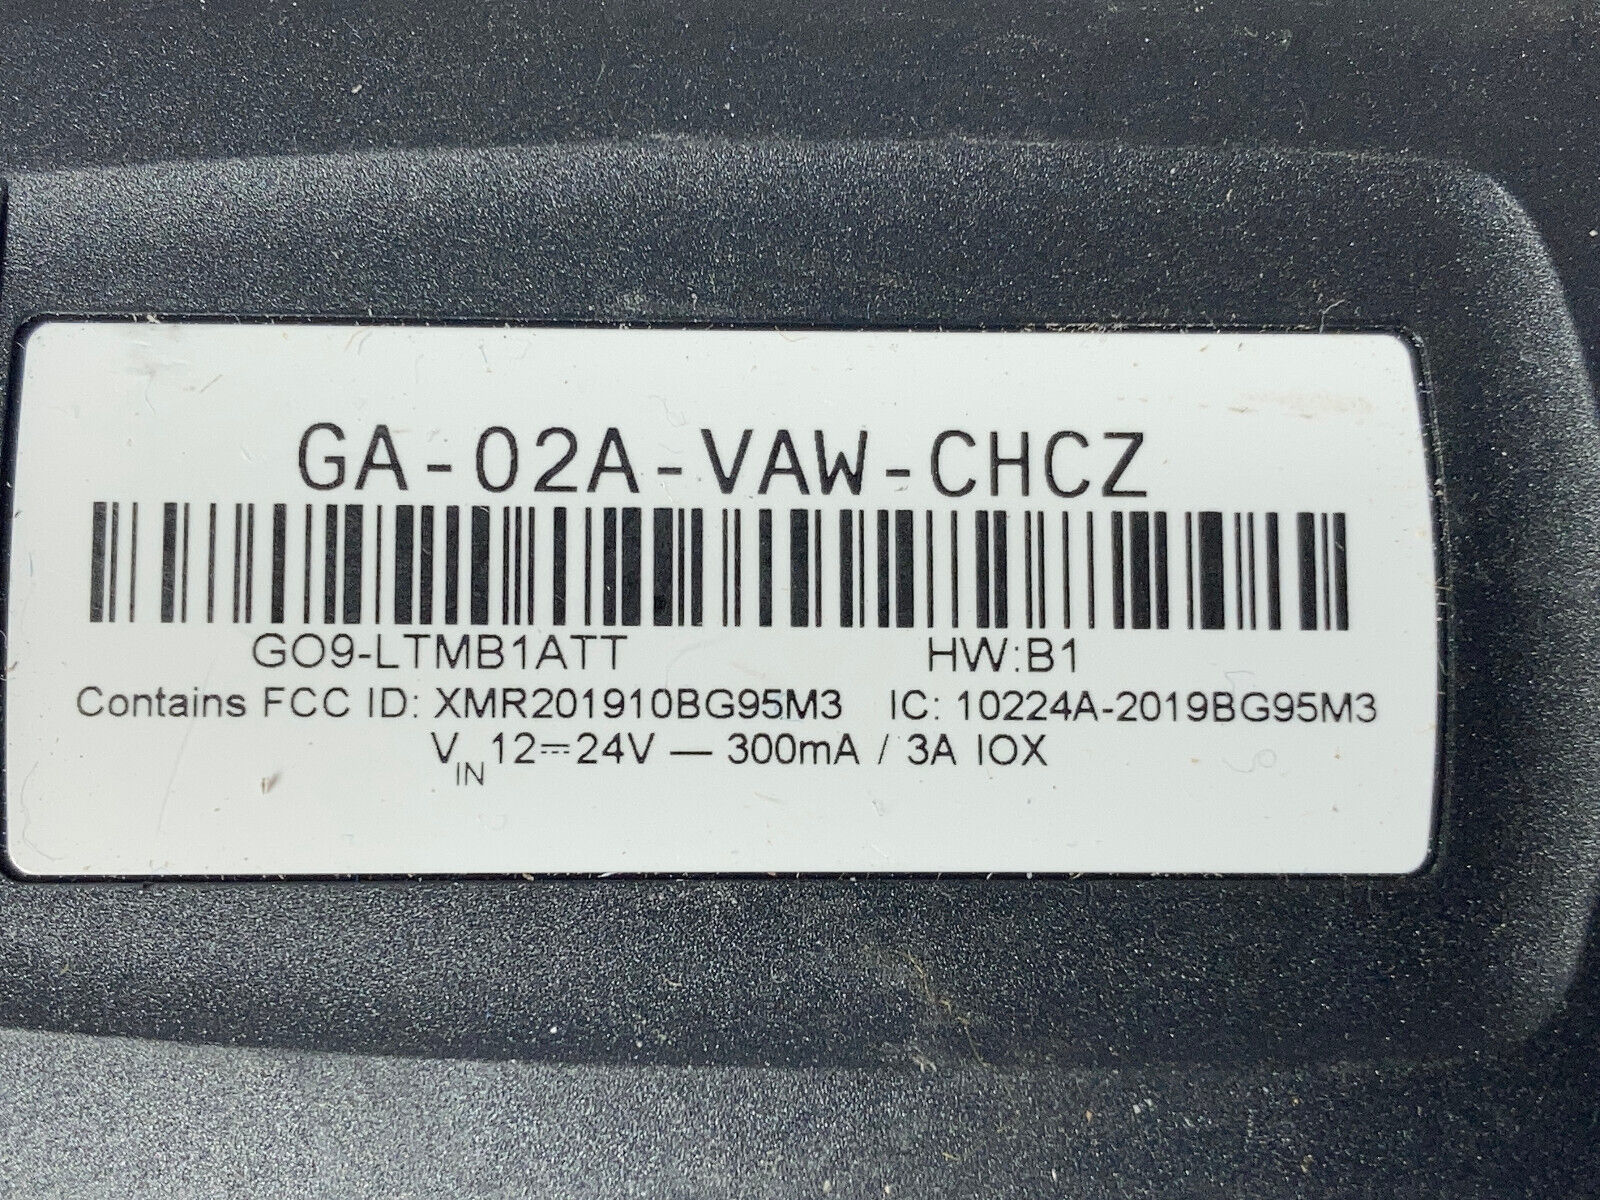 GA-02A-VAW-CHCZ
GO9-LTMB1ATT HW:B1
Contains FCC ID: XMR201910BG95M3 IC: 10224A-2019BG95M3
VIN 12⎓24V — 300mA / 3A IOX